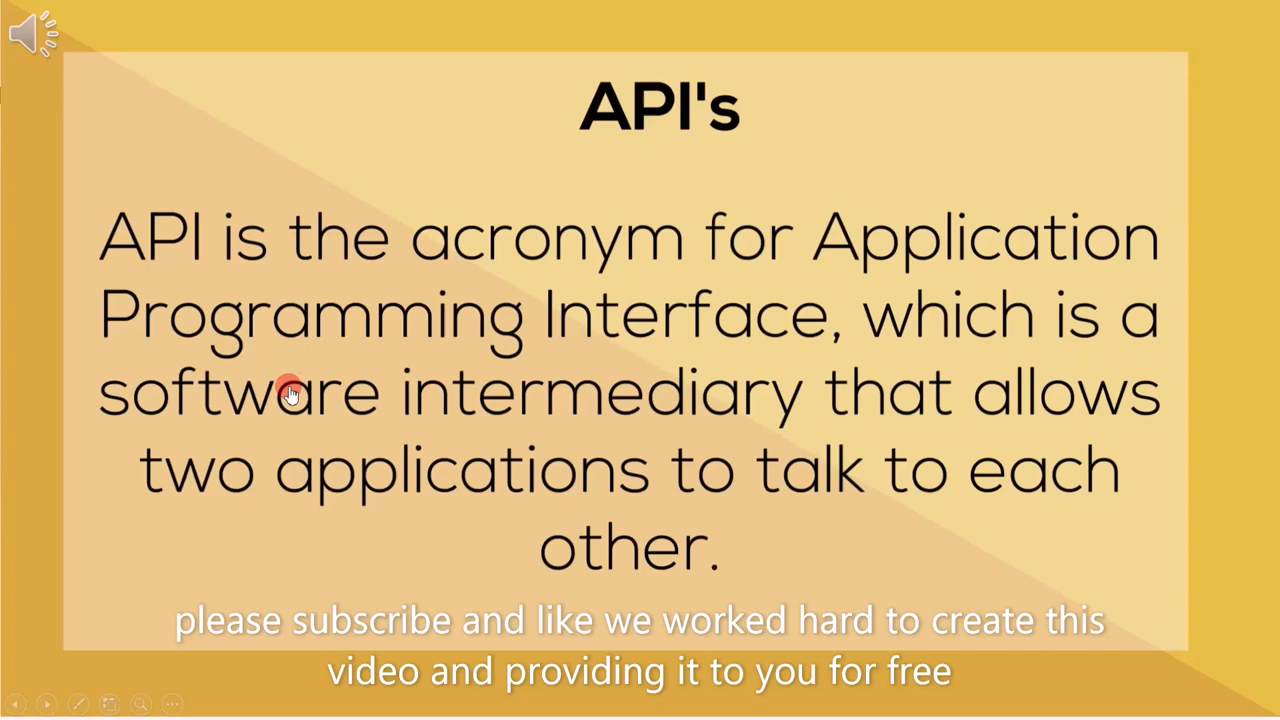 API's
API is the acronym for Application
Programming Interface, which is a
software intermediary that allows
two applications to talk to each
other.
please subscribe and like we worked hard to create this
video and providing it to you for free